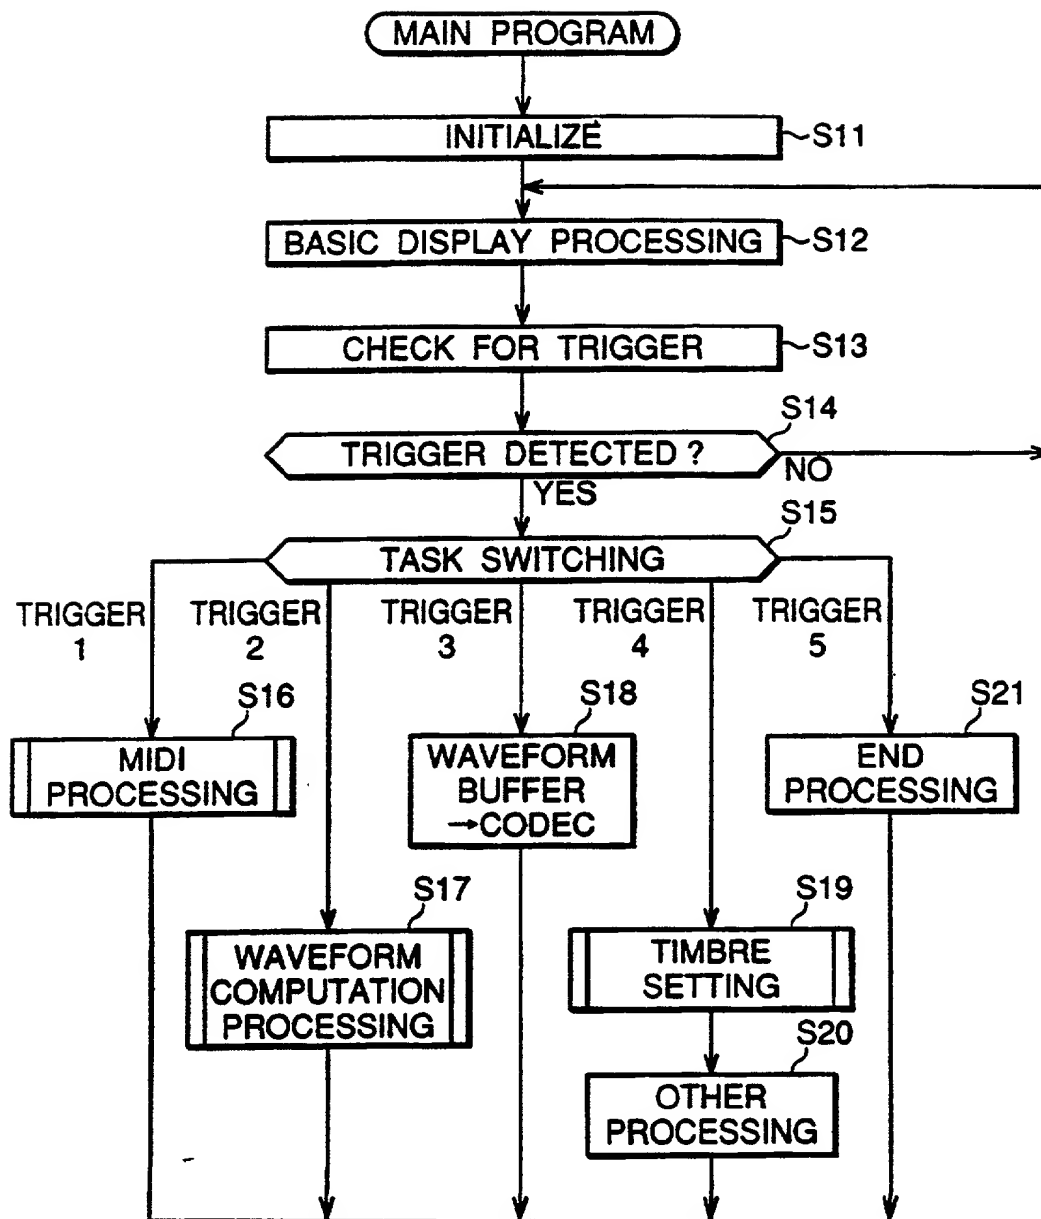 MAIN PROGRAM
INITIALIZE
S11
BASIC DISPLAY PROCESSING
S12
CHECK FOR TRIGGER
S13
S14
TRIGGER DETECTED ?
NO
YES
S15
TASK SWITCHING
TRIGGER
1
TRIGGER
2
TRIGGER
3
TRIGGER
4
TRIGGER
5
S16
MIDI
PROCESSING
S18
WAVEFORM
BUFFER
→CODEC
S21
END
PROCESSING
S17
WAVEFORM
COMPUTATION
PROCESSING
S19
TIMBRE
SETTING
S20
OTHER
PROCESSING